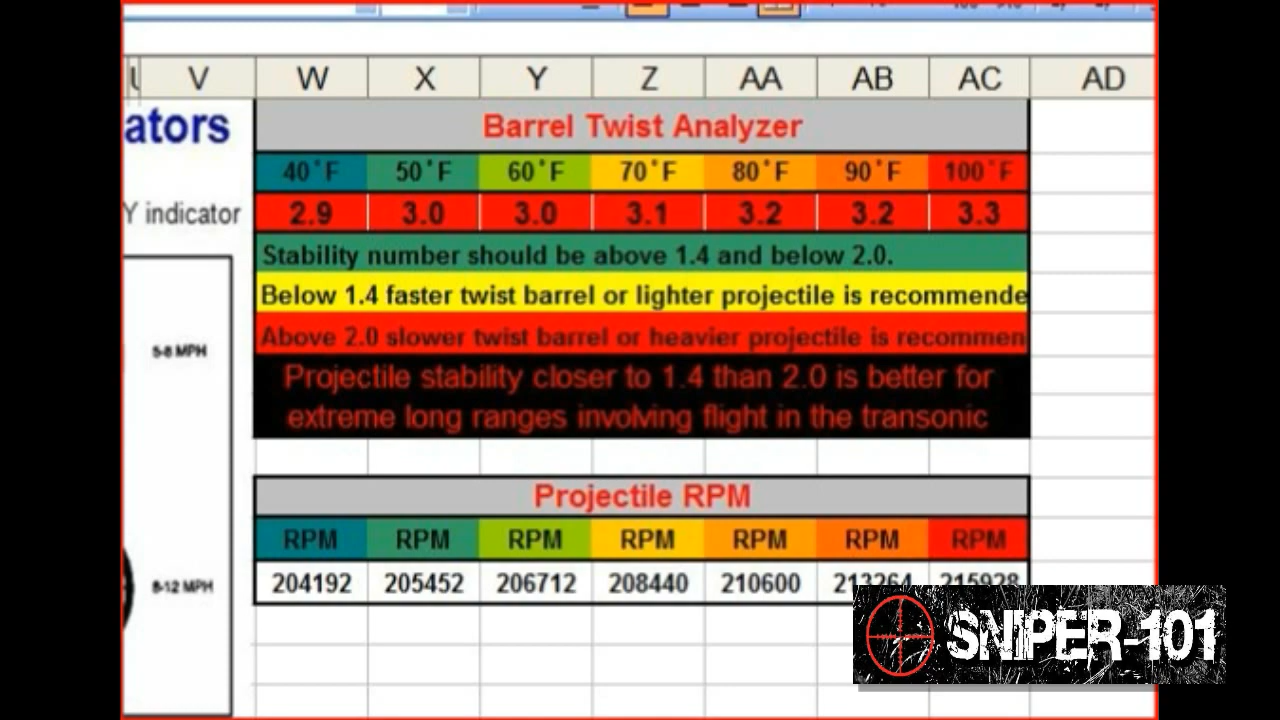 V W X Y Z AA AB AC AD
ators
Barrel Twist Analyzer
40°F 50°F 60°F 70°F 80°F 90°F 100°F
Y indicator 2.9 3.0 3.0 3.1 3.2 3.2 3.3
Stability number should be above 1.4 and below 2.0.
Below 1.4 faster twist barrel or lighter projectile is recommende
Above 2.0 slower twist barrel or heavier projectile is recommen
5-8 MPH
Projectile stability closer to 1.4 than 2.0 is better for
extreme long ranges involving flight in the transonic
Projectile RPM
RPM RPM RPM RPM RPM RPM RPM
8-12 MPH 204192 205452 206712 208440 210600 213264 215928
SNIPER-101